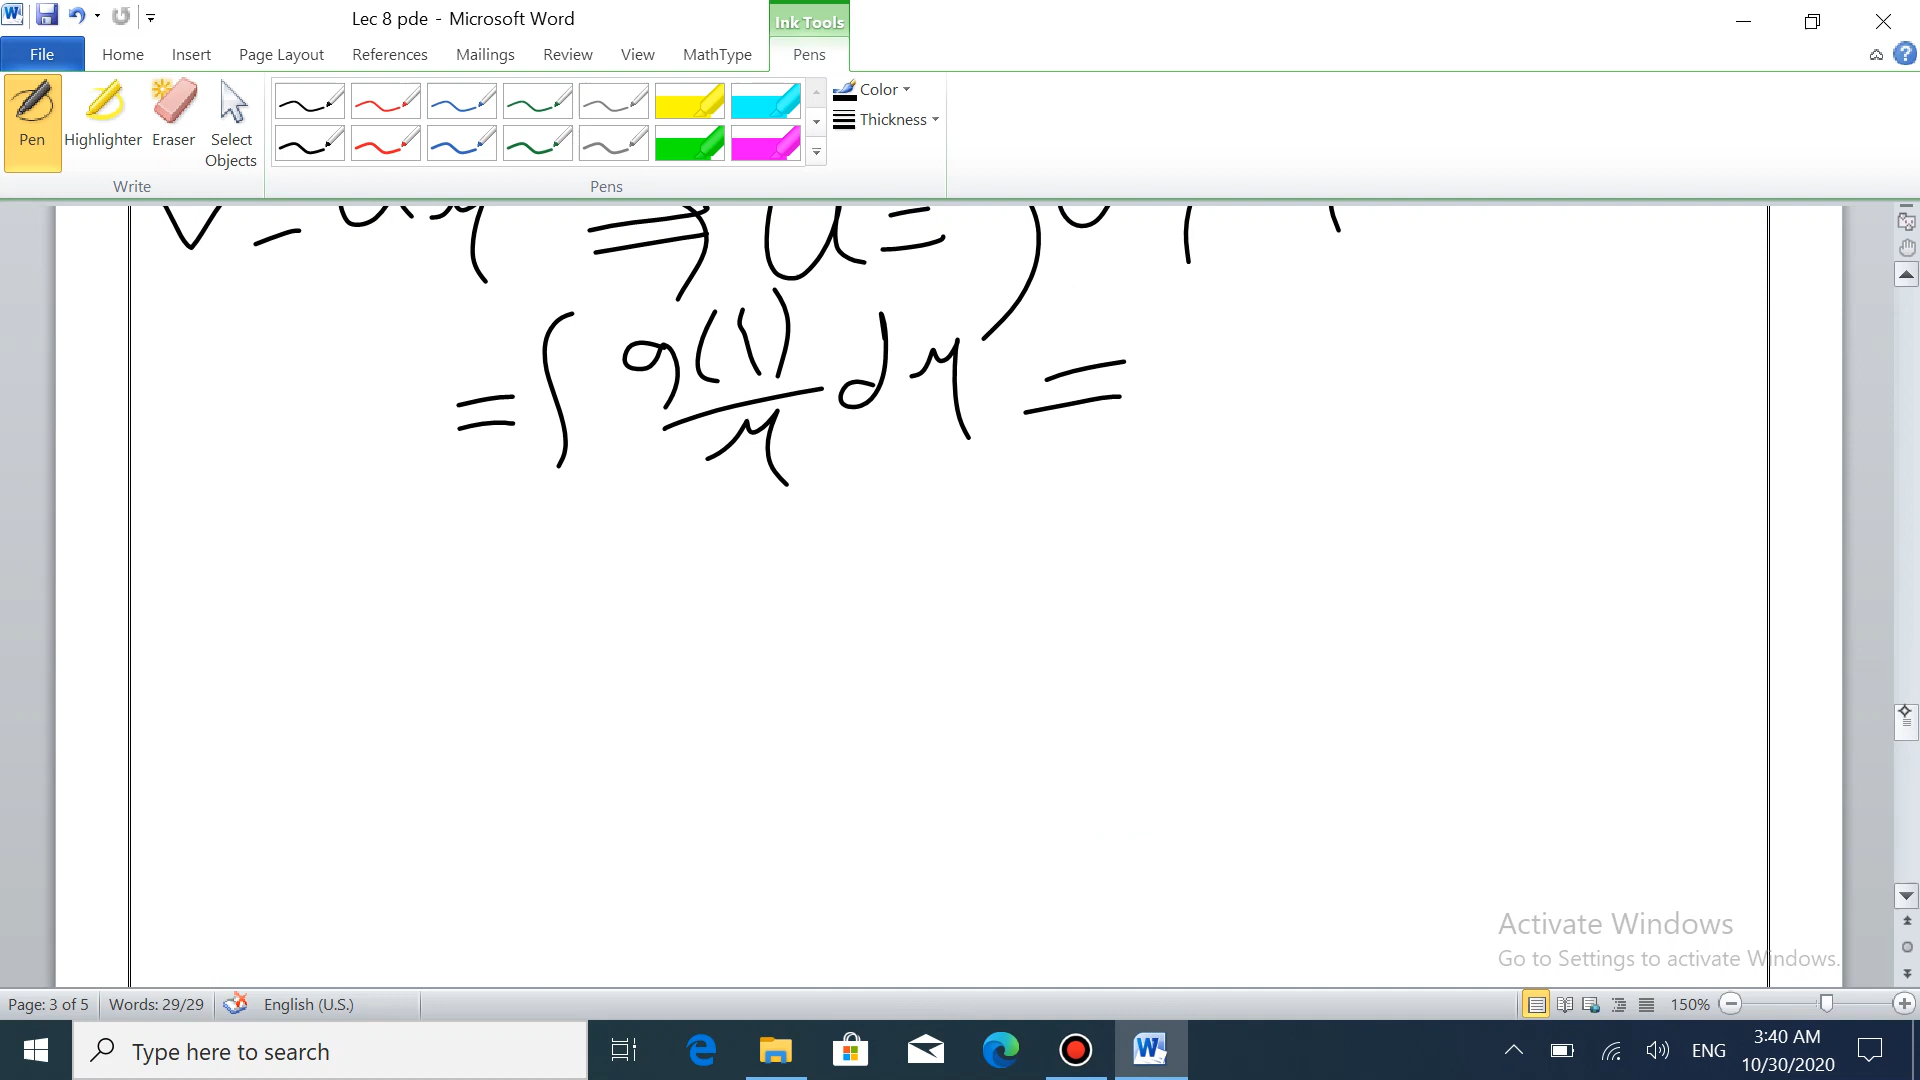 Lec 8 pde - Microsoft Word
Ink Tools
File Home Insert Page Layout References Mailings Review View MathType Pens
Pen Highlighter Eraser Select Objects
Color
Thickness
Write Pens
= ∫ g( ) / η dη =
Activate Windows
Go to Settings to activate Windows.
Page: 3 of 5 Words: 29/29 English (U.S.) 150%
Type here to search
ENG
3:40 AM
10/30/2020